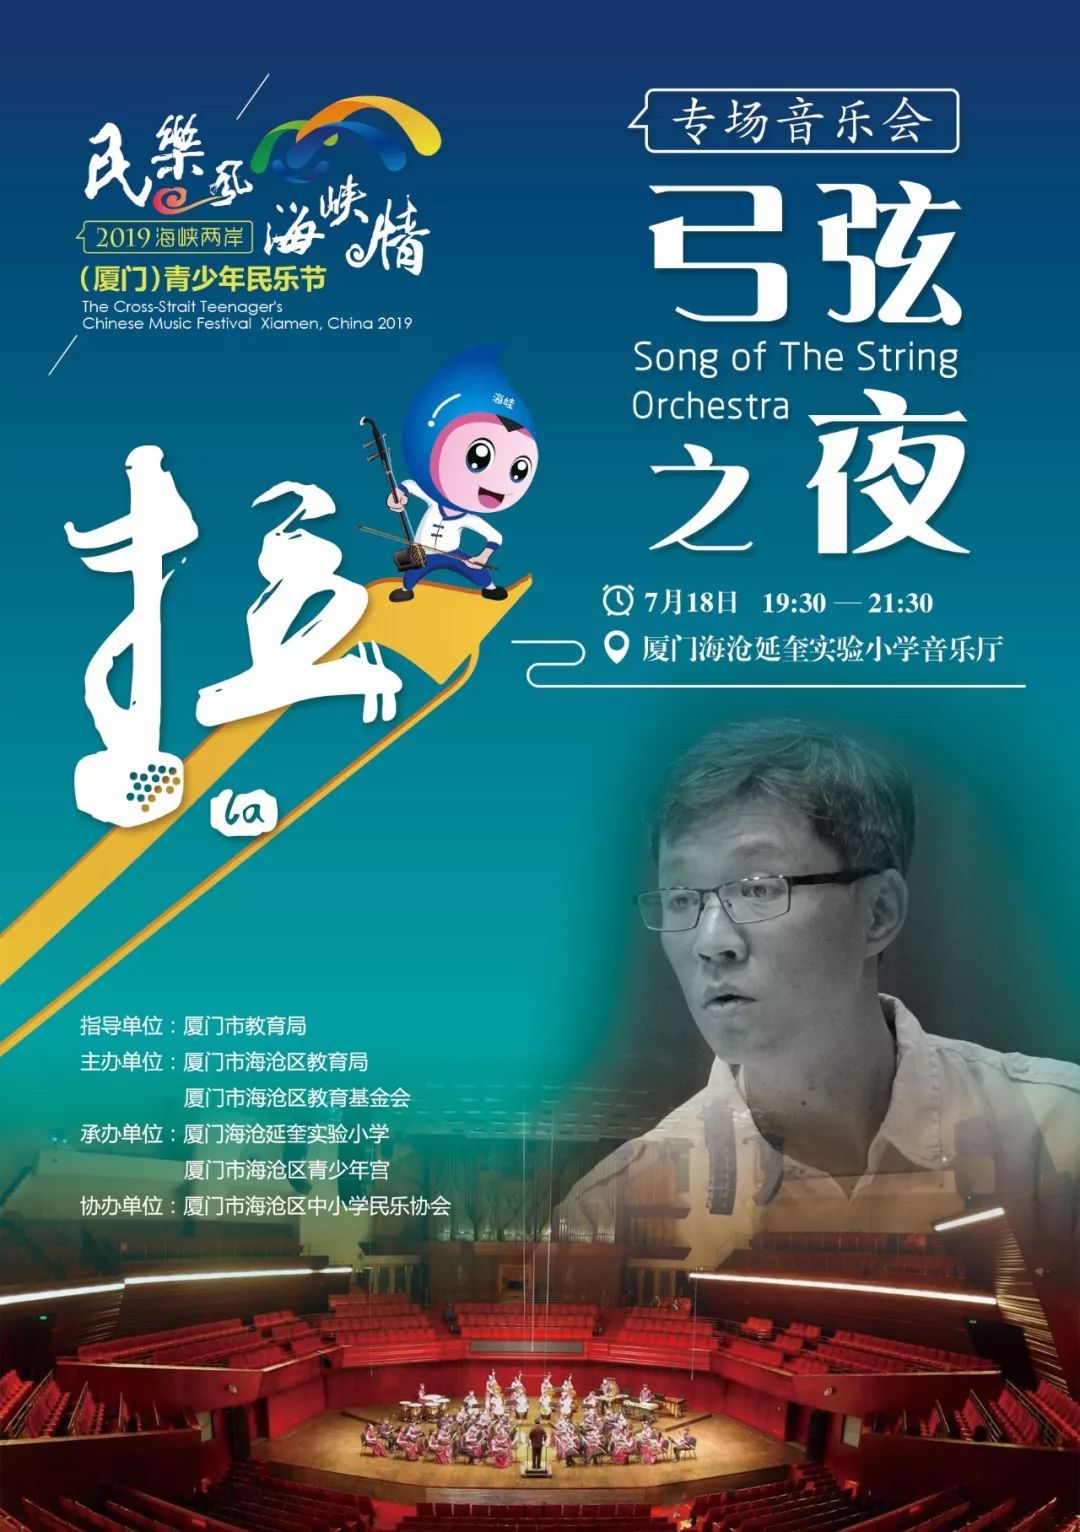 民樂风
海峡情
2019海峡两岸
（厦门）青少年民乐节
The Cross-Strait Teenager's
Chinese Music Festival Xiamen, China 2019
专场音乐会
弓弦
Song of The String
Orchestra
之夜
海蛙
7月18日 19:30 — 21:30
厦门海沧延奎实验小学音乐厅
拉
la
指导单位：厦门市教育局
主办单位：厦门市海沧区教育局
厦门市海沧区教育基金会
承办单位：厦门海沧延奎实验小学
厦门市海沧区青少年宫
协办单位：厦门市海沧区中小学民乐协会